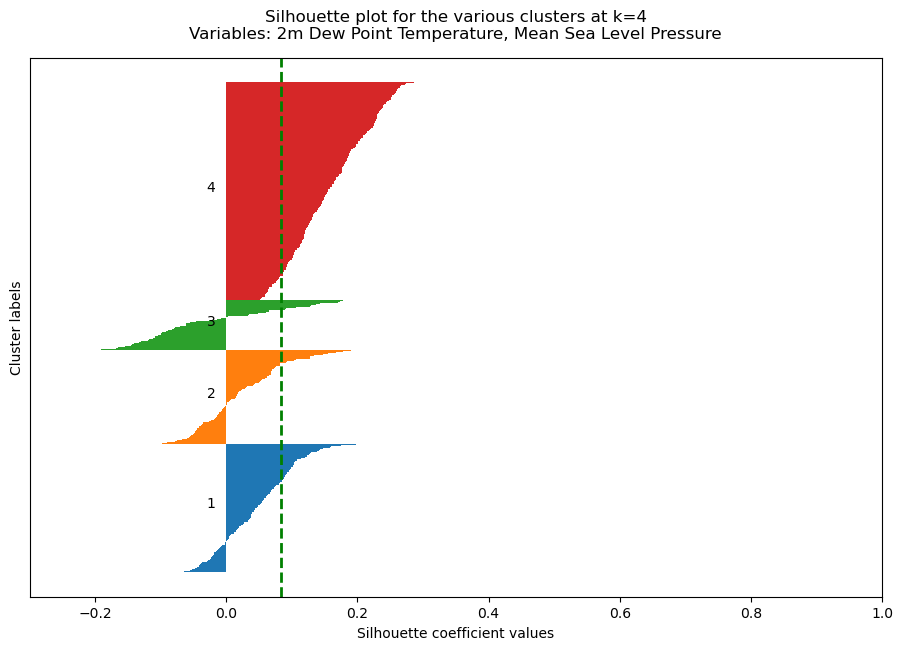 Silhouette plot for the various clusters at k=4
Variables: 2m Dew Point Temperature, Mean Sea Level Pressure
Cluster labels
4
3
2
1
−0.2 0.0 0.2 0.4 0.6 0.8 1.0
Silhouette coefficient values